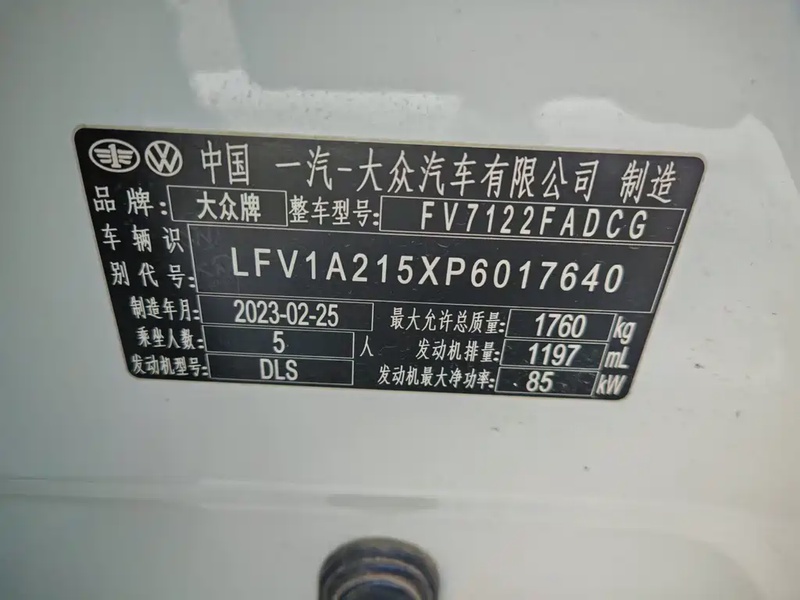 中国 一汽-大众汽车有限公司 制造
品牌: 大众牌 整车型号: FV7122FADCG
车辆识别代号: LFV1A215XP6017640
制造年月: 2023-02-25 最大允许总质量: 1760 kg
乘坐人数: 5 人 发动机排量: 1197 mL
发动机型号: DLS 发动机最大净功率: 85 kW